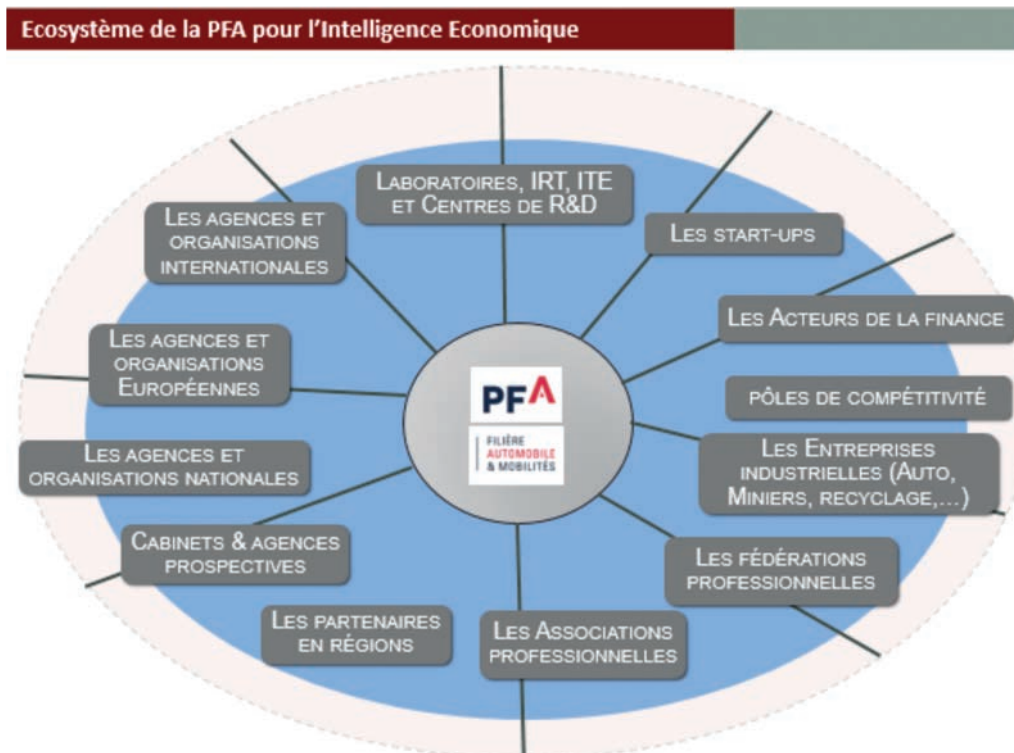 Ecosystème de la PFA pour l'Intelligence Economique
LABORATOIRES, IRT, ITE
ET CENTRES DE R&D
LES AGENCES ET
ORGANISATIONS
INTERNATIONALES
LES START-UPS
LES ACTEURS DE LA FINANCE
LES AGENCES ET
ORGANISATIONS
EUROPÉENNES
PFA
FILIÈRE
AUTOMOBILE
& MOBILITÉS
PÔLES DE COMPÉTITIVITÉ
LES ENTREPRISES
INDUSTRIELLES (AUTO,
MINIERS, RECYCLAGE,...)
LES AGENCES ET
ORGANISATIONS NATIONALES
CABINETS & AGENCES
PROSPECTIVES
LES FÉDÉRATIONS
PROFESSIONNELLES
LES PARTENAIRES
EN RÉGIONS
LES ASSOCIATIONS
PROFESSIONNELLES